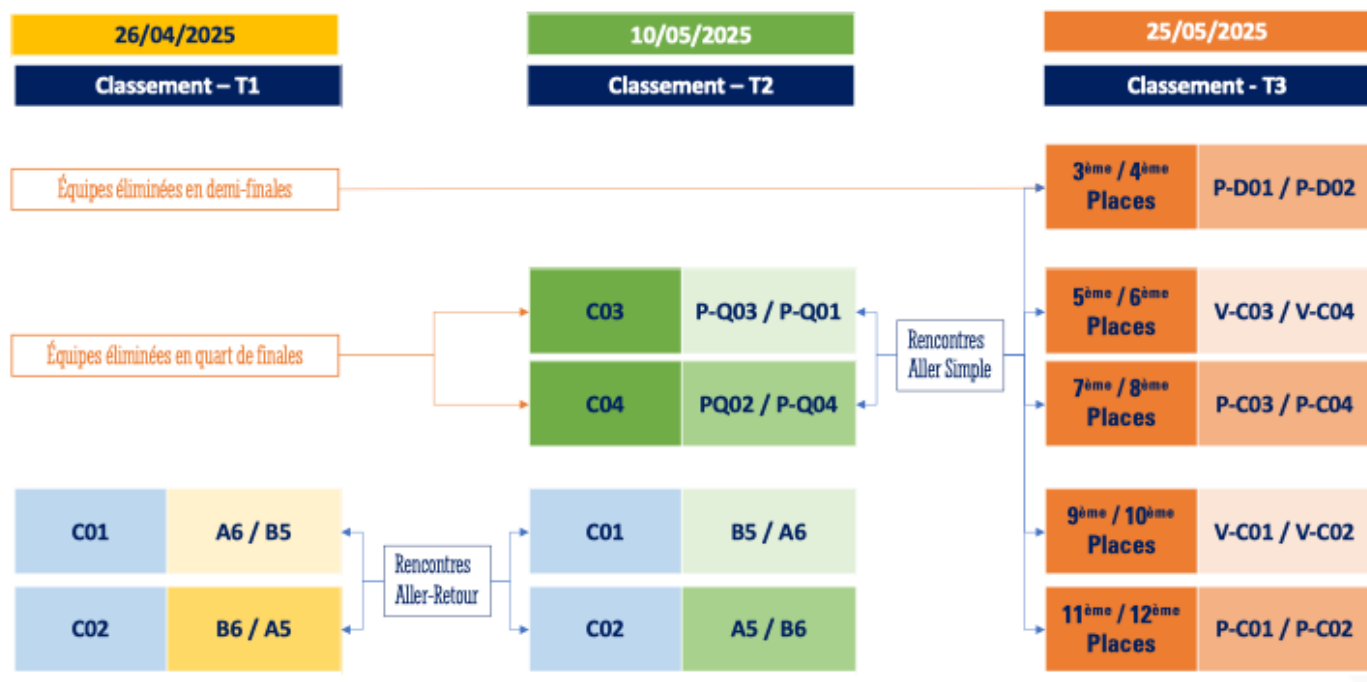 26/04/2025
10/05/2025
25/05/2025
Classement – T1
Classement – T2
Classement - T3
Équipes éliminées en demi-finales
3ème / 4ème
Places
P-D01 / P-D02
Équipes éliminées en quart de finales
C03
P-Q03 / P-Q01
C04
PQ02 / P-Q04
Rencontres
Aller Simple
5ème / 6ème
Places
V-C03 / V-C04
7ème / 8ème
Places
P-C03 / P-C04
C01
A6 / B5
C02
B6 / A5
Rencontres
Aller-Retour
C01
B5 / A6
C02
A5 / B6
9ème / 10ème
Places
V-C01 / V-C02
11ème / 12ème
Places
P-C01 / P-C02